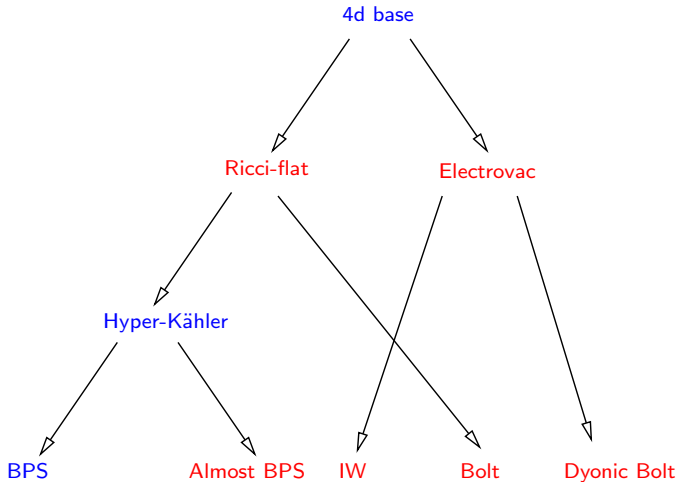 4d base
Ricci-flat
Electrovac
Hyper-Kähler
BPS
Almost BPS
IW
Bolt
Dyonic Bolt